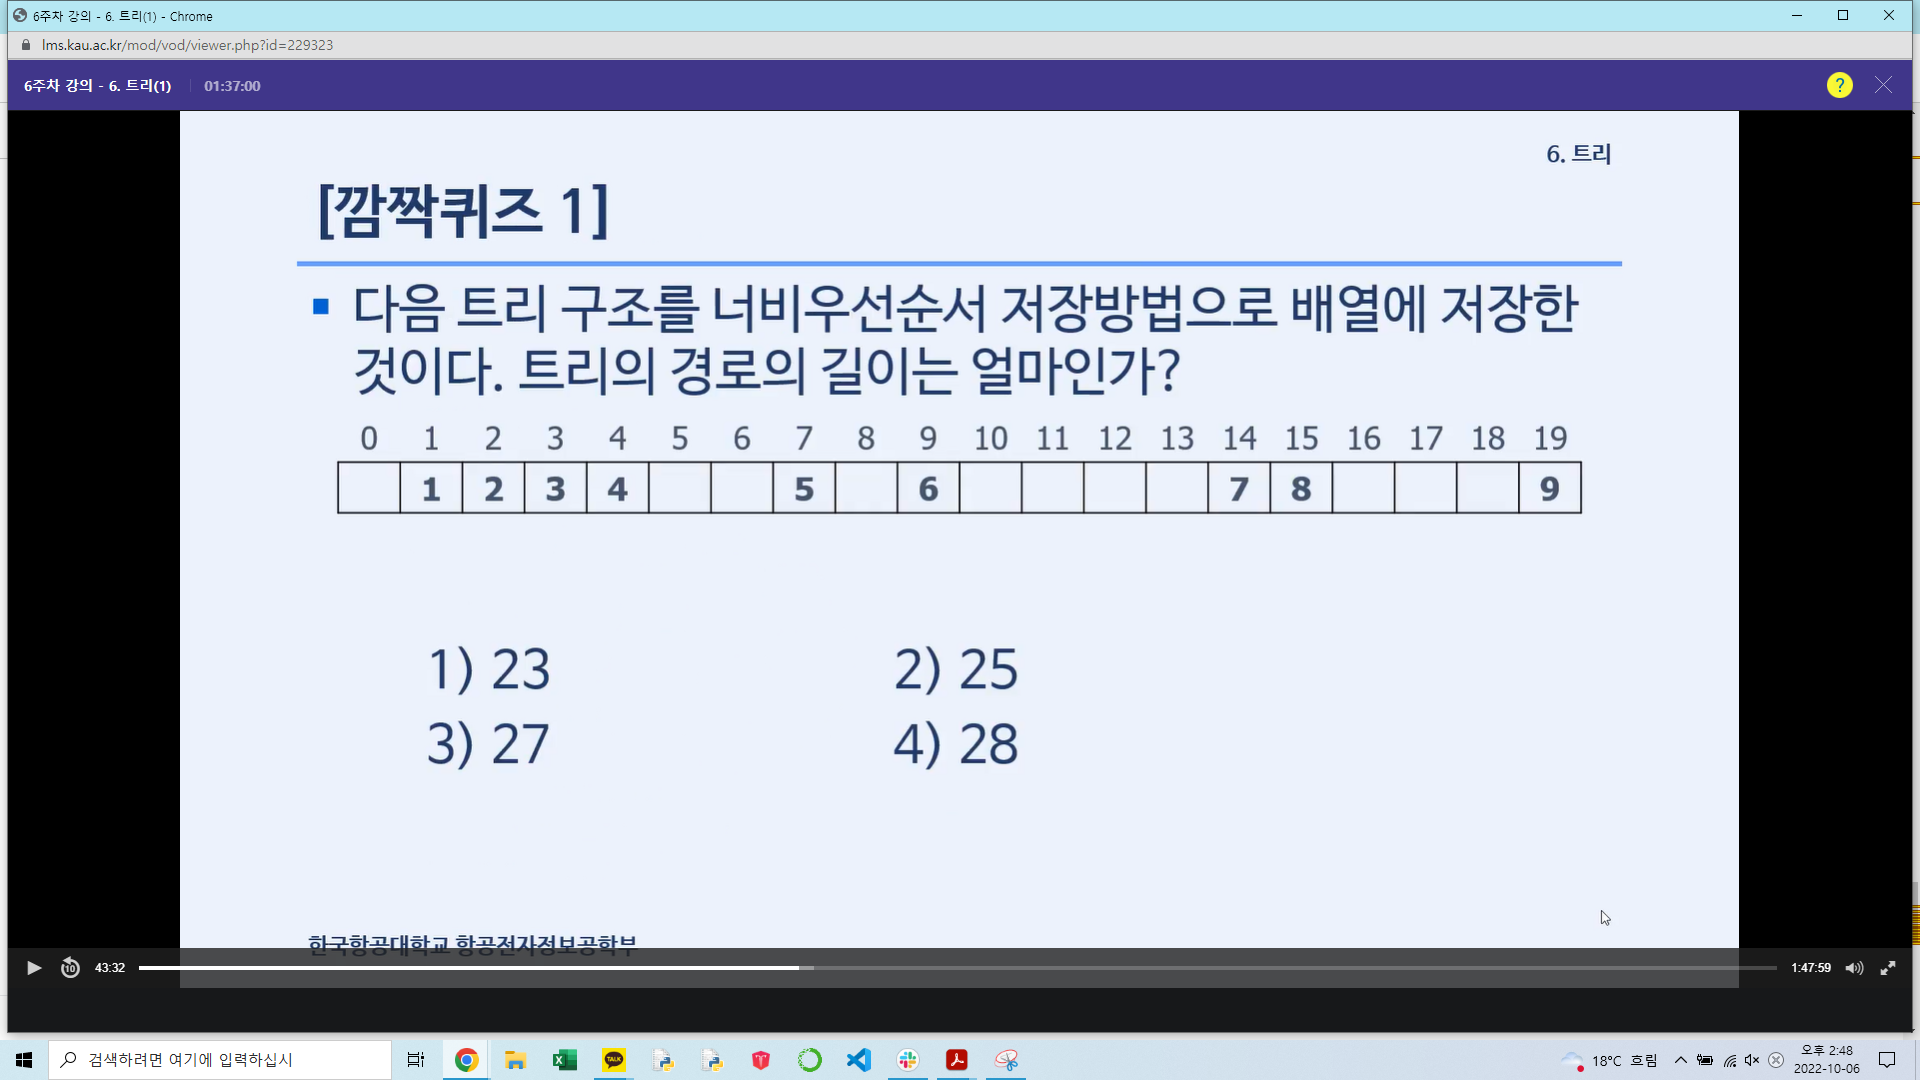 6주차 강의 - 6. 트리(1) - Chrome
lms.kau.ac.kr/mod/vod/viewer.php?id=229323
6주차 강의 - 6. 트리(1) 01:37:00
?
6. 트리
[깜짝퀴즈 1]
다음 트리 구조를 너비우선순서 저장방법으로 배열에 저장한
것이다. 트리의 경로의 길이는 얼마인가?
0 1 2 3 4 5 6 7 8 9 10 11 12 13 14 15 16 17 18 19
1 2 3 4 5 6 7 8 9
1) 23 2) 25
3) 27 4) 28
한국항공대학교 항공전자정보공학부
10 43:32 1:47:59
검색하려면 여기에 입력하십시
TALK
18°C 흐림
오후 2:48
2022-10-06